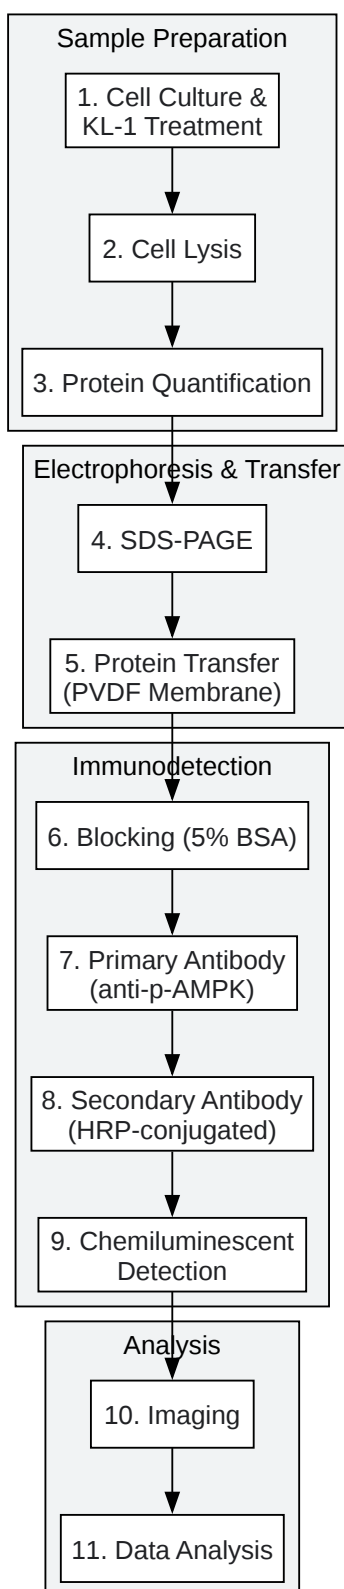 Sample Preparation
1. Cell Culture &
KL-1 Treatment
2. Cell Lysis
3. Protein Quantification
Electrophoresis & Transfer
4. SDS-PAGE
5. Protein Transfer
(PVDF Membrane)
Immunodetection
6. Blocking (5% BSA)
7. Primary Antibody
(anti-p-AMPK)
8. Secondary Antibody
(HRP-conjugated)
9. Chemiluminescent
Detection
Analysis
10. Imaging
11. Data Analysis